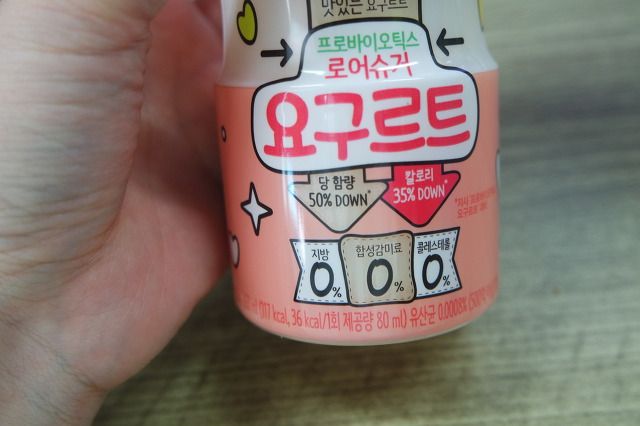 맛있는 요구르트
프로바이오틱스
로어슈거
요구르트
당 함량
50% DOWN*
칼로리
35% DOWN*
지방
0%
합성감미료
0%
콜레스테롤
0%
kcal, 36 kcal/1회 제공량 80 ml) 유산균 0.0008%